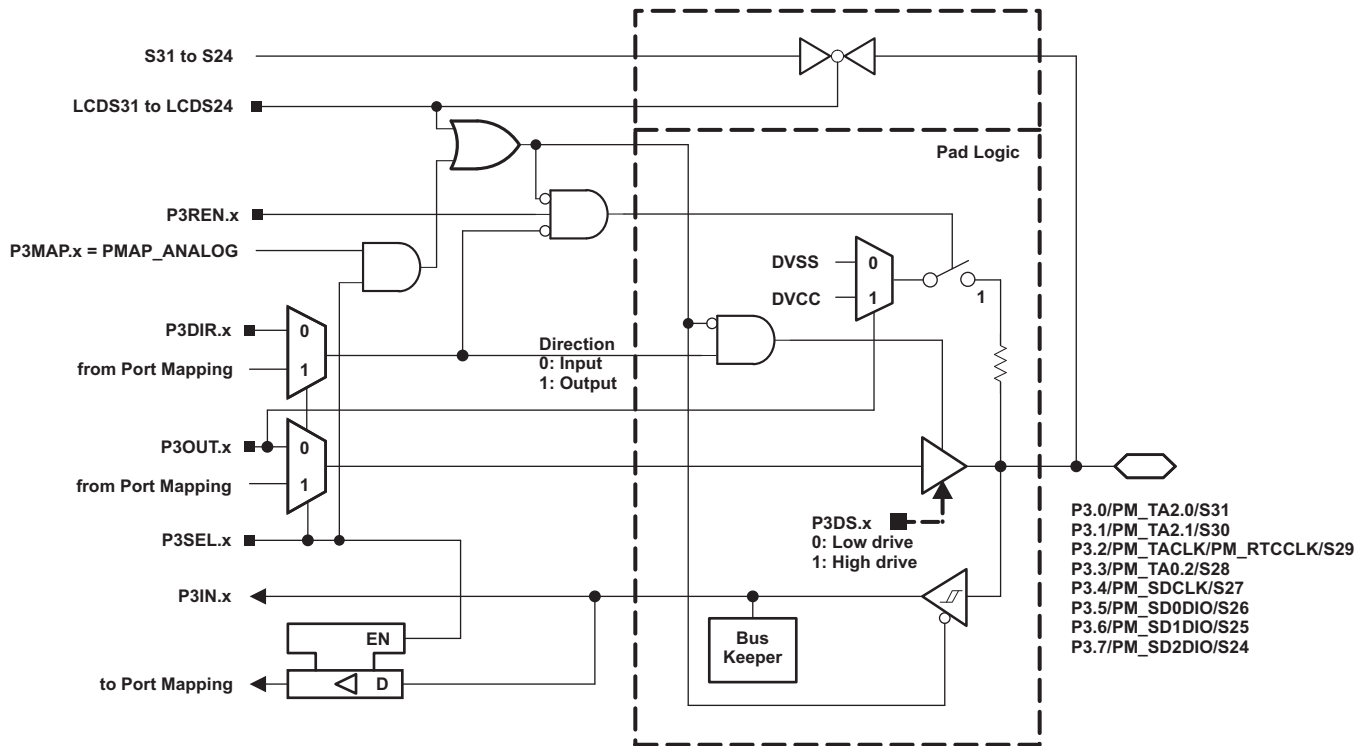 S31 to S24
LCDS31 to LCDS24
Pad Logic
P3REN.x
P3MAP.x = PMAP_ANALOG
DVSS
0
DVCC
1
1
P3DIR.x
0
from Port Mapping
1
Direction
0: Input
1: Output
P3OUT.x
0
from Port Mapping
1
P3SEL.x
P3DS.x
0: Low drive
1: High drive
P3.0/PM_TA2.0/S31
P3.1/PM_TA2.1/S30
P3.2/PM_TACLK/PM_RTCCLK/S29
P3.3/PM_TA0.2/S28
P3.4/PM_SDCLK/S27
P3.5/PM_SD0DIO/S26
P3.6/PM_SD1DIO/S25
P3.7/PM_SD2DIO/S24
P3IN.x
Bus
Keeper
EN
to Port Mapping
D